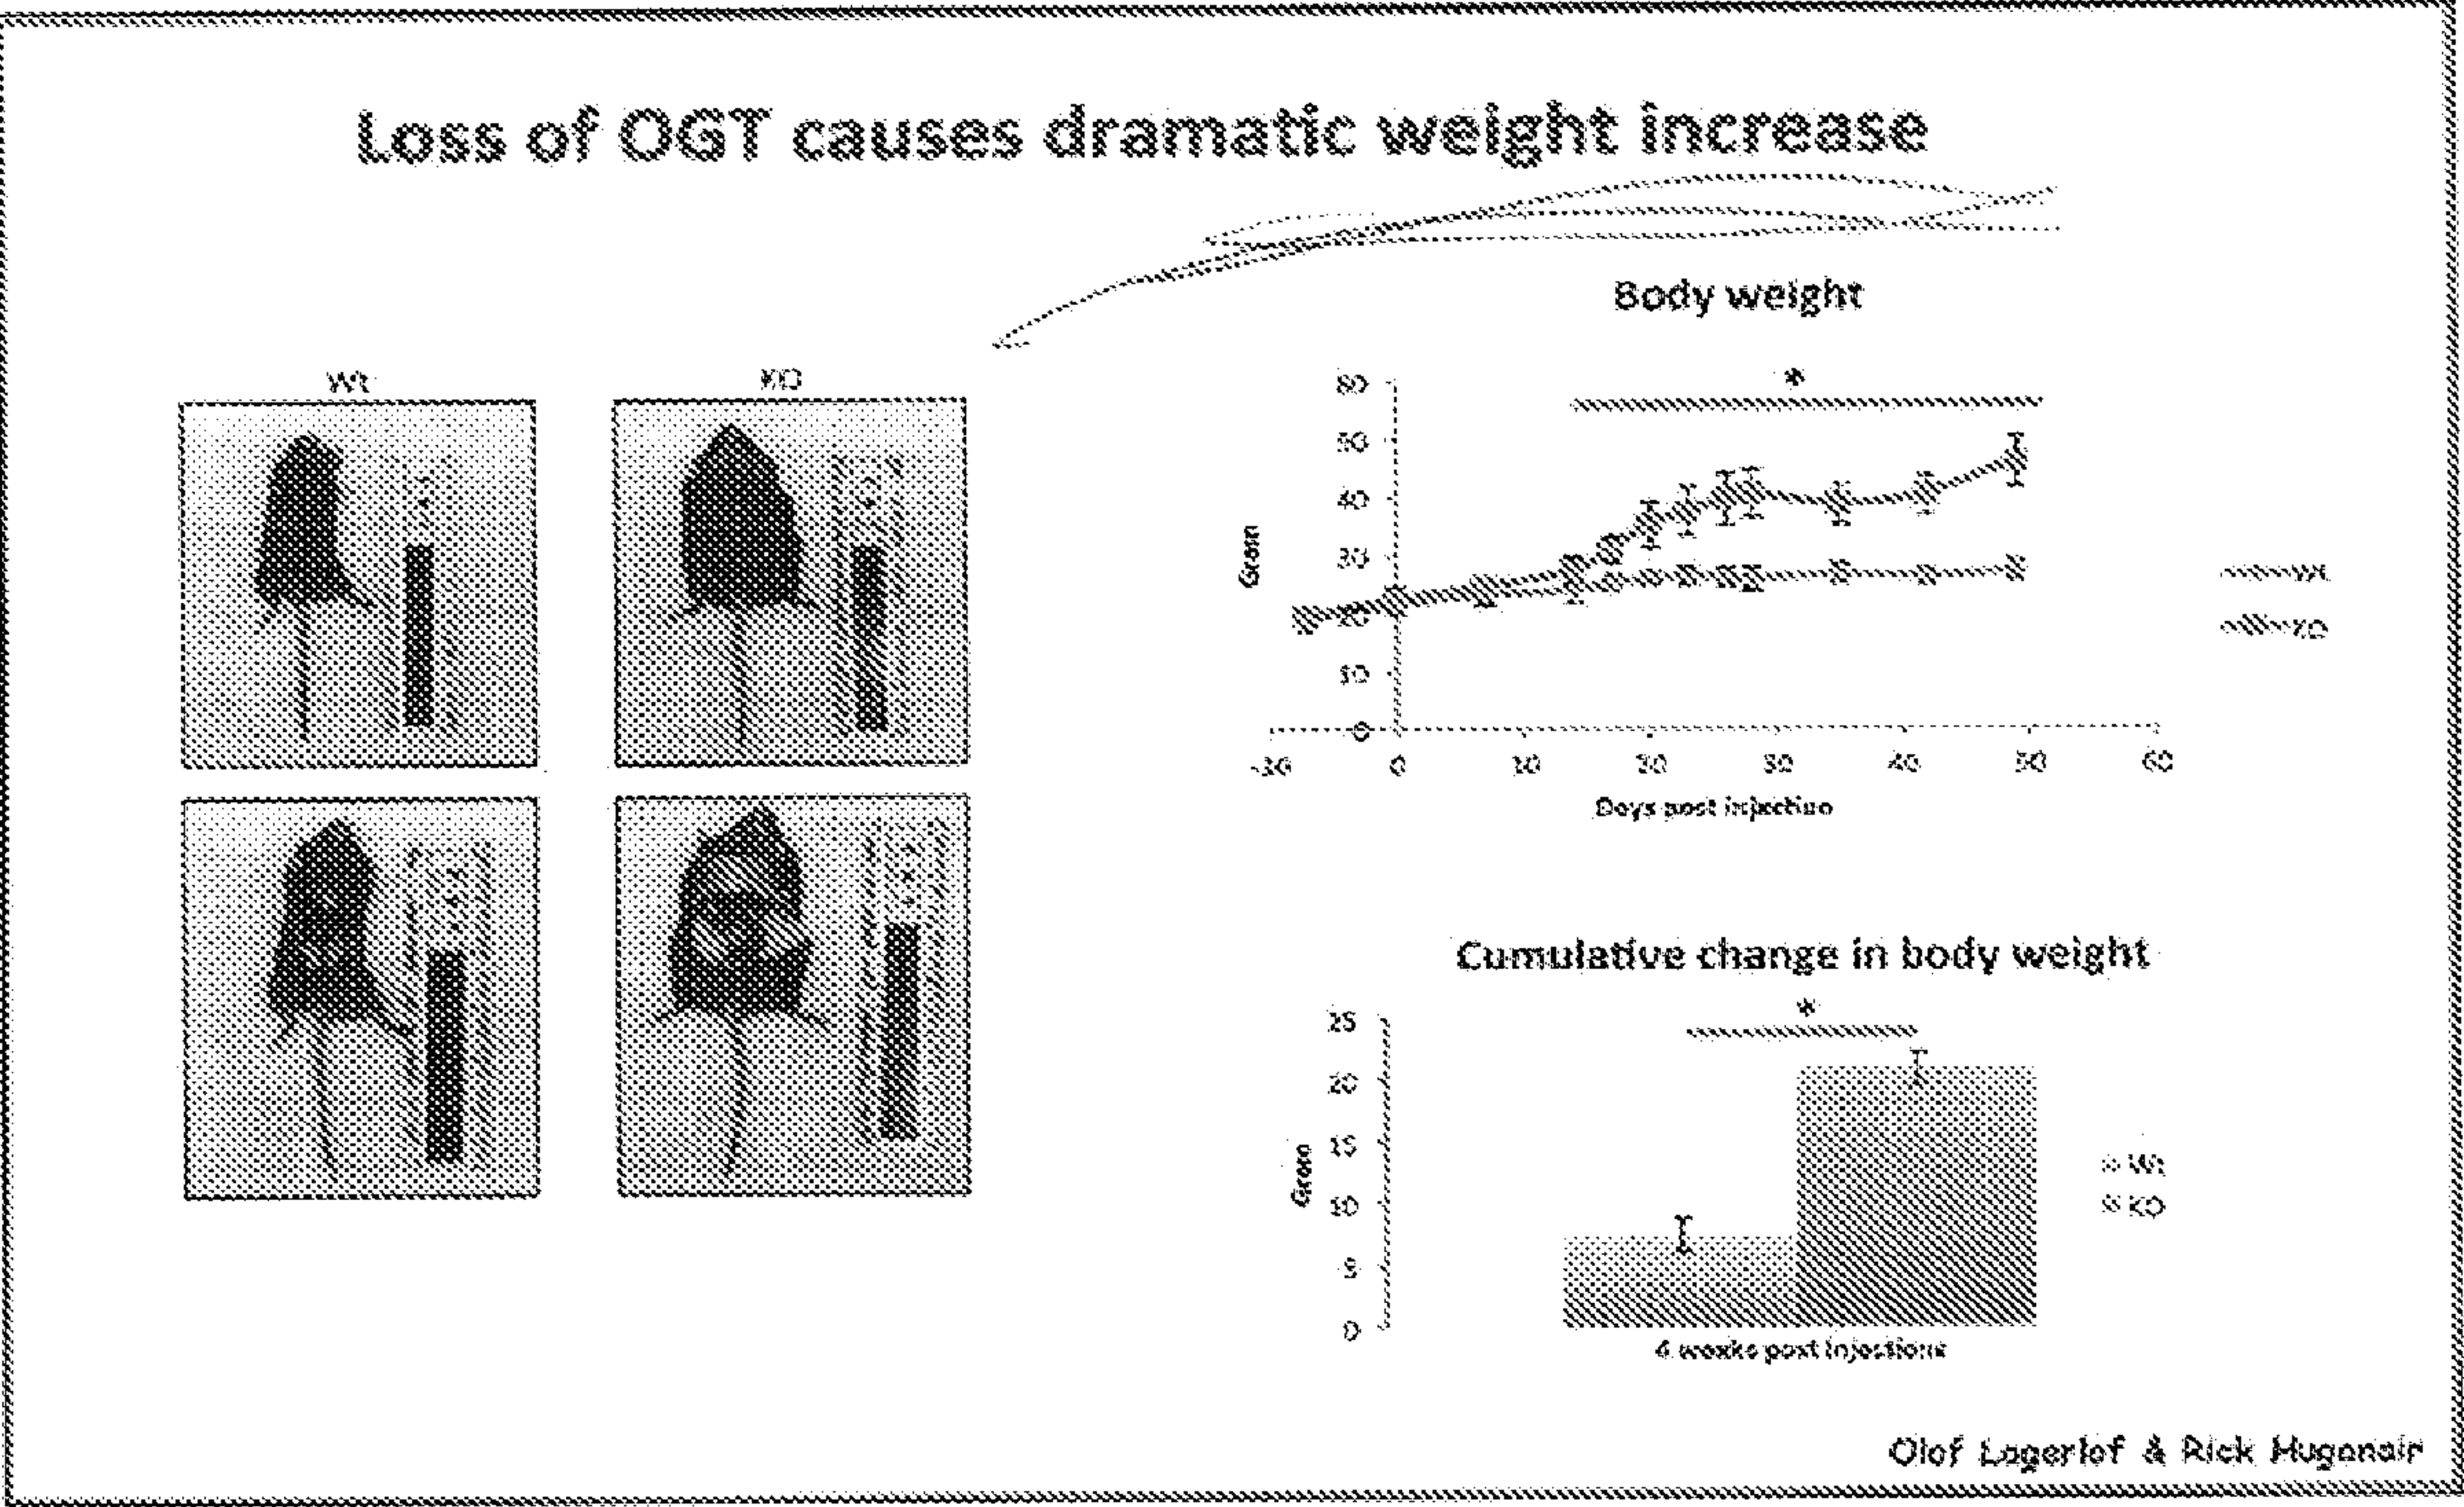 Loss of OGT causes dramatic weight increase
Wt
KO
Body weight
*
60
50
40
30
20
10
0
Gram
-10 0 10 20 30 40 50 60
Days post injection
Wt
KO
Cumulative change in body weight
*
25
20
15
10
5
0
Gram
4 weeks post injections
Wt
KO
Olof Lagerlof & Rick Huganair